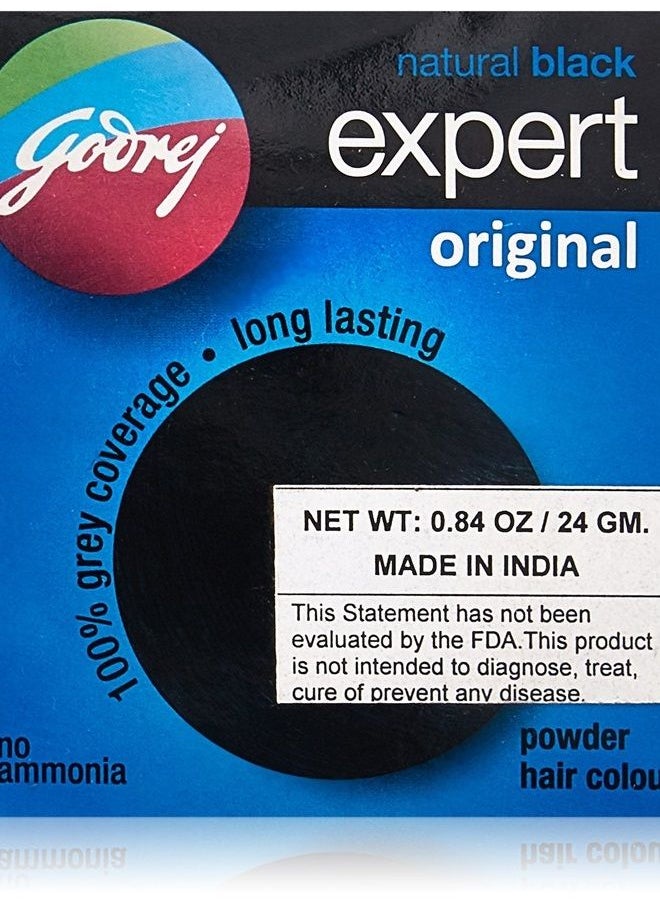 Godrej
natural black
expert
original
100% grey coverage • long lasting
NET WT: 0.84 OZ / 24 GM.
MADE IN INDIA
This Statement has not been
evaluated by the FDA.This product
is not intended to diagnose, treat,
cure of prevent any disease.
no
ammonia
powder
hair colou